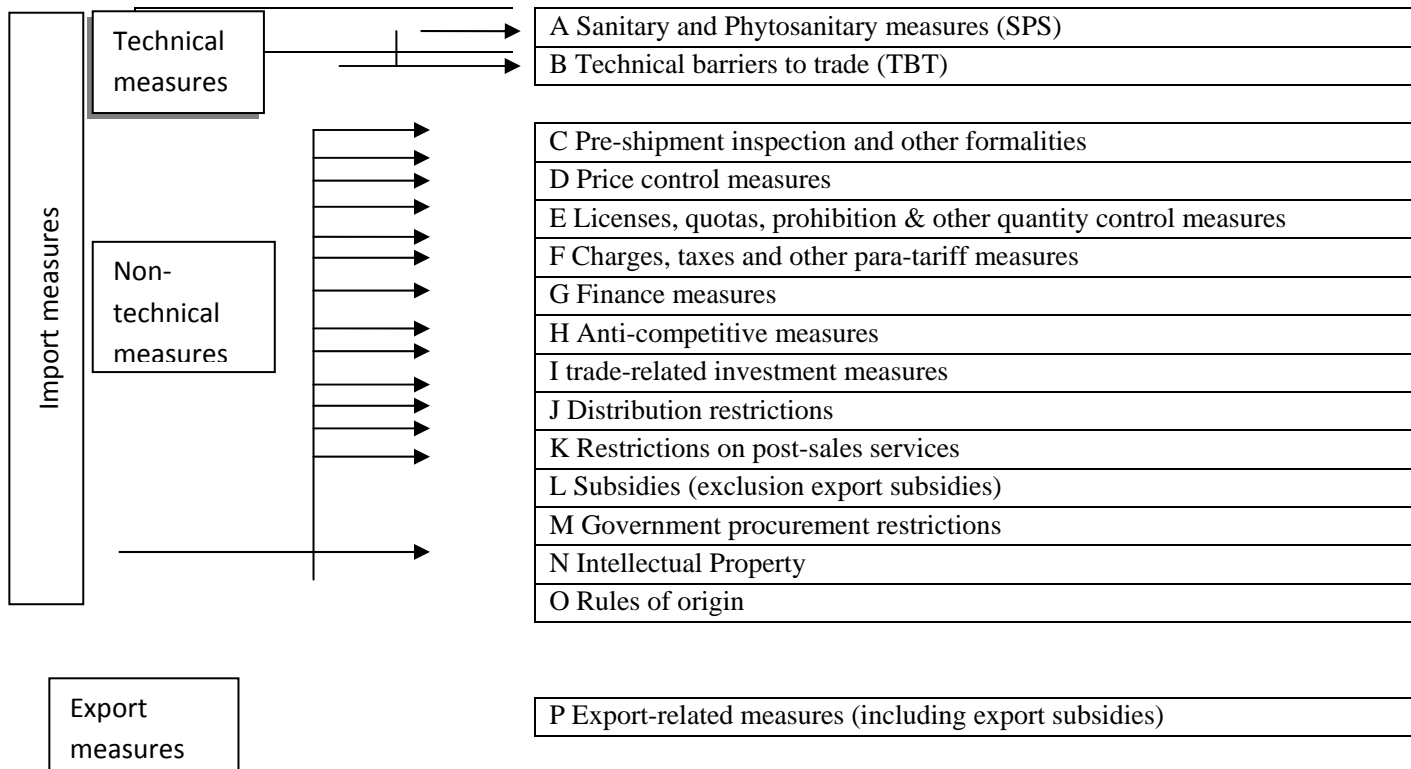 Import measures
Technical
measures
A Sanitary and Phytosanitary measures (SPS)
B Technical barriers to trade (TBT)
Non-
technical
measures
C Pre-shipment inspection and other formalities
D Price control measures
E Licenses, quotas, prohibition & other quantity control measures
F Charges, taxes and other para-tariff measures
G Finance measures
H Anti-competitive measures
I trade-related investment measures
J Distribution restrictions
K Restrictions on post-sales services
L Subsidies (exclusion export subsidies)
M Government procurement restrictions
N Intellectual Property
O Rules of origin
Export
measures
P Export-related measures (including export subsidies)